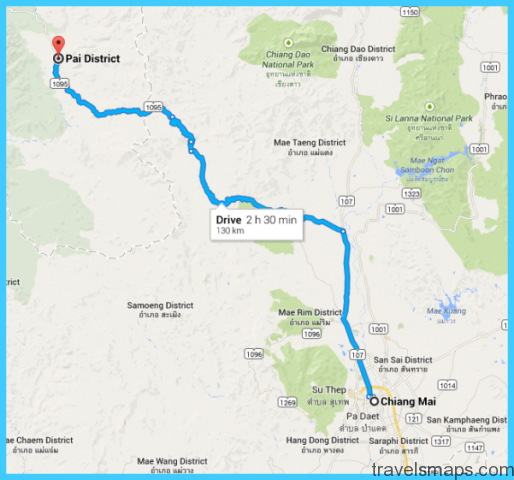 1150
Pai District
Chiang Dao
National Park
อุทยานแห่งชาติ
เชียงดาว
Chiang Dao District
อำเภอ เชียงดาว
1001
1095
1095
Phrao
Si Lanna National Park
อุทยานแห่งชาติ
ศรีลานนา
1001
Mae Taeng District
อำเภอ แม่แตง
Mae Ngat
Somboon Chon
1323
107
1001
1001
Drive 2 h 30 min
130 km
Samoeng District
อำเภอ สะเมิง
Mae Rim District
อำเภอ แม่ริม
Mae Kuang
แม่กวง
1096
1001
1096
107
San Sai District
อำเภอ สันทราย
Su Thep
ตำบล สุเทพ
1014
Chiang Mai
1269
Pa Daet
ตำบล ป่าแดด
San Kamphaeng Dist
อำเภอ สันกำแพง
ae Chaem District
อำเภอ แม่แจ่ม
Hang Dong District
อำเภอ หางดง
Saraphi District
อำเภอ สารภี
1317
1147
Mae Wang District
อำเภอ แม่วาง
travelsmaps.com